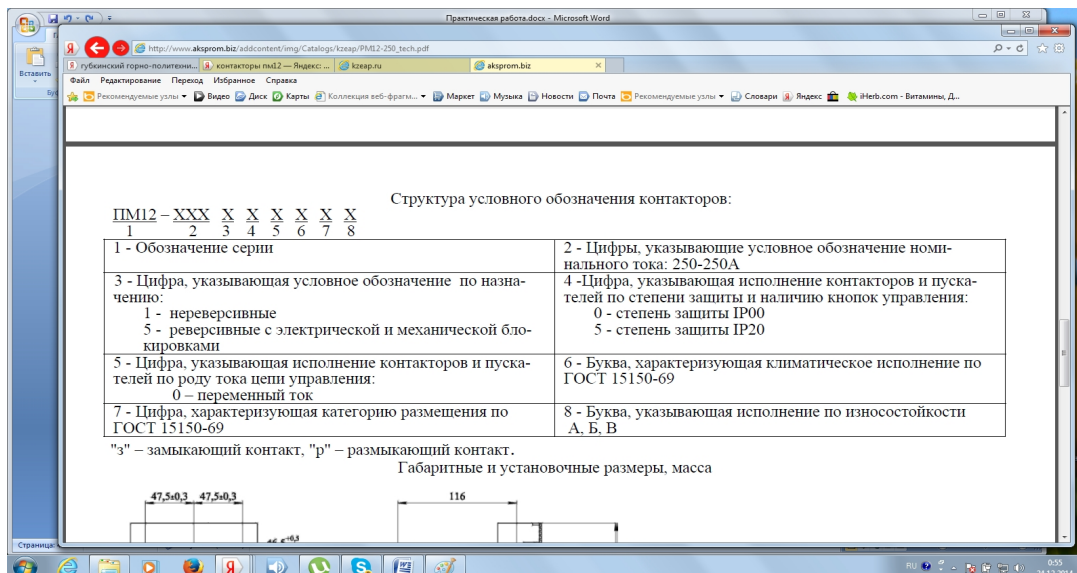 Практическая работа.docx - Microsoft Word
Вставить
http://www.aksprom.biz/addcontent/img/Catalogs/kzeap/PM12-250_tech.pdf
губкинский горно-политехни...
контакторы пм12 — Яндекс: ...
kzeap.ru
aksprom.biz
Файл Редактирование Переход Избранное Справка
Рекомендуемые узлы Видео Диск Карты Коллекция веб-фрагм... Маркет Музыка Новости Почта Рекомендуемые узлы Словари Яндекс iHerb.com - Витамины, Д...
Структура условного обозначения контакторов:
ПМ12 – ХХХ Х Х Х Х Х Х
1 2 3 4 5 6 7 8
1 - Обозначение серии
2 - Цифры, указывающие условное обозначение номи-
нального тока: 250-250А
3 - Цифра, указывающая условное обозначение по назна-
чению:
1 - нереверсивные
5 - реверсивные с электрической и механической бло-
кировками
4 -Цифра, указывающая исполнение контакторов и пуска-
телей по степени защиты и наличию кнопок управления:
0 - степень защиты IP00
5 - степень защиты IP20
5 - Цифра, указывающая исполнение контакторов и пуска-
телей по роду тока цепи управления:
0 – переменный ток
6 - Буква, характеризующая климатическое исполнение по
ГОСТ 15150-69
7 - Цифра, характеризующая категорию размещения по
ГОСТ 15150-69
8 - Буква, указывающая исполнение по износостойкости
А, Б, В
"з" – замыкающий контакт, "р" – размыкающий контакт.
Габаритные и установочные размеры, масса
47,5±0,3 47,5±0,3
116
Страница:
RU
0:55